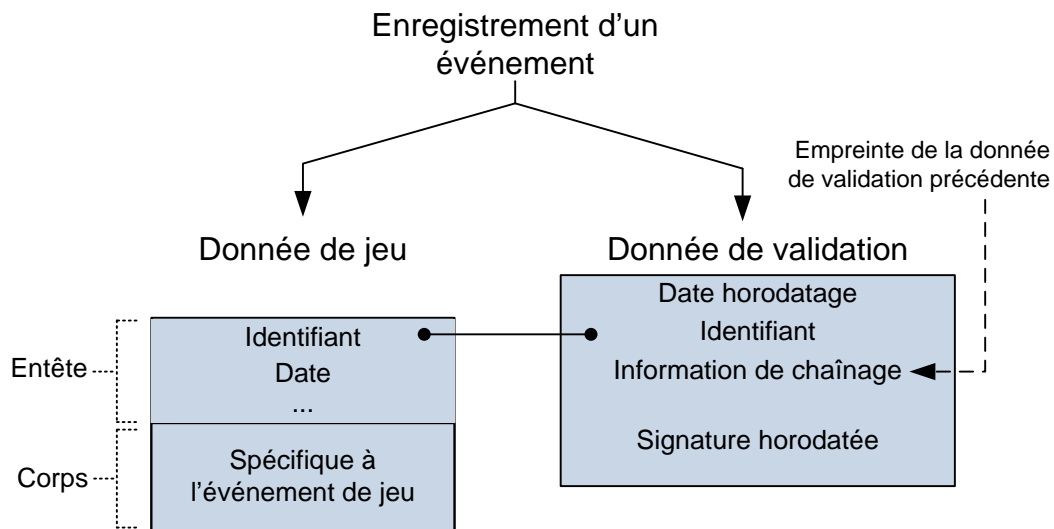 Enregistrement d'un
événement
Empreinte de la donnée
de validation précédente
Donnée de jeu
Donnée de validation
Entête
Identifiant
Date
...
Corps
Spécifique à
l'événement de jeu
Date horodatage
Identifiant
Information de chaînage
Signature horodatée